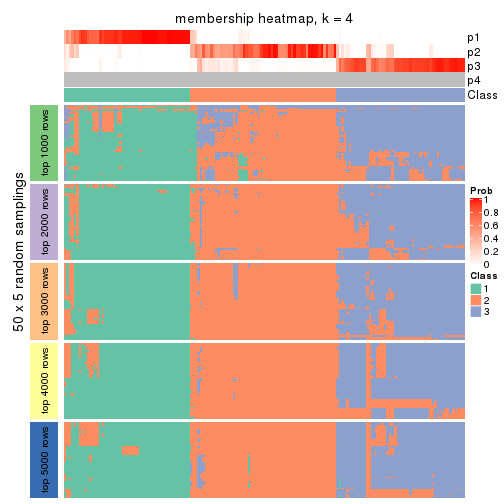 membership heatmap, k = 4
p1
p2
p3
p4
Class
50 x 5 random samplings
top 1000 rows
top 2000 rows
top 3000 rows
top 4000 rows
top 5000 rows
Prob
1
0.8
0.6
0.4
0.2
0
Class
1
2
3